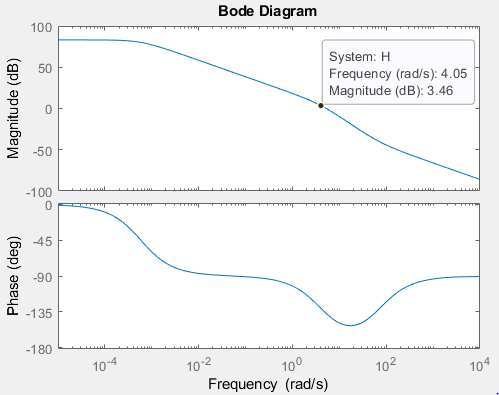 Bode Diagram
Magnitude (dB)
100
50
0
-50
-100
System: H
Frequency (rad/s): 4.05
Magnitude (dB): 3.46
Phase (deg)
0
-45
-90
-135
-180
10^-4 10^-2 10^0 10^2 10^4
Frequency (rad/s)